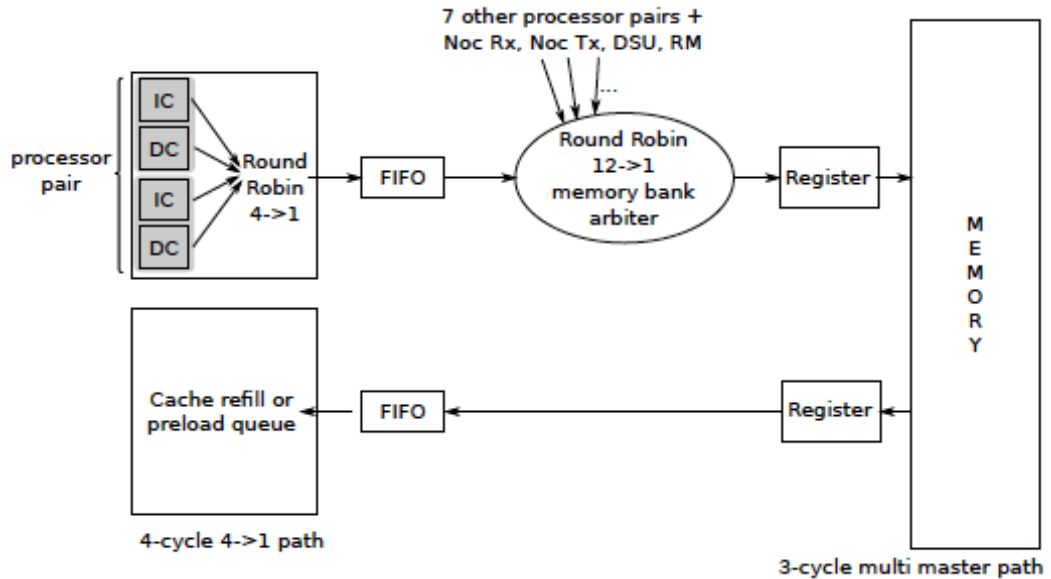 7 other processor pairs +
Noc Rx, Noc Tx, DSU, RM
...
processor
pair
IC
DC
IC
DC
Round
Robin
4->1
FIFO
Round Robin
12->1
memory bank
arbiter
Register
M
E
M
O
R
Y
Cache refill or
preload queue
FIFO
Register
4-cycle 4->1 path
3-cycle multi master path